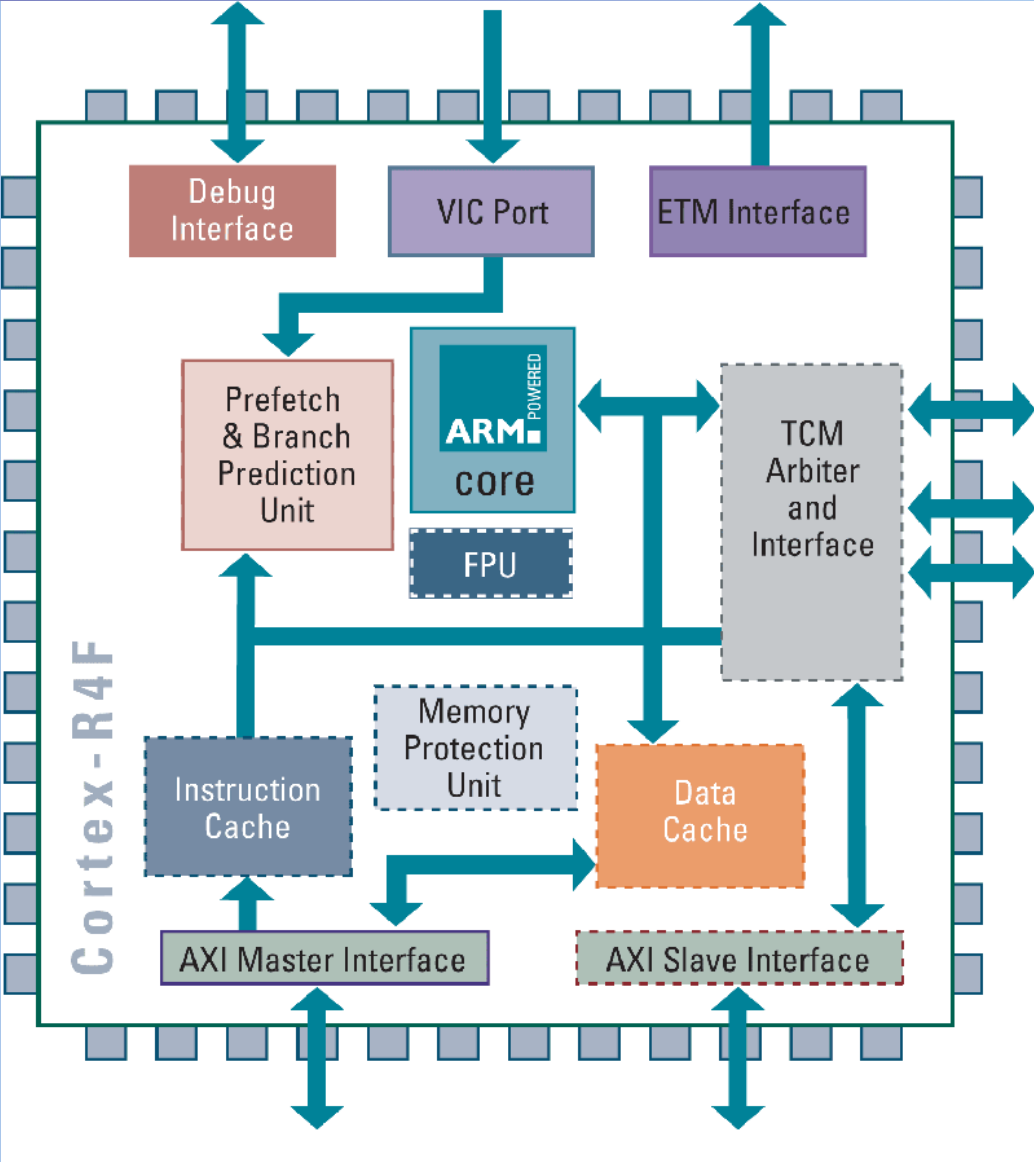 Debug
Interface
VIC Port
ETM Interface
Prefetch
& Branch
Prediction
Unit
ARM
POWERED
core
FPU
TCM
Arbiter
and
Interface
Cortex-R4F
Memory
Protection
Unit
Instruction
Cache
Data
Cache
AXI Master Interface
AXI Slave Interface